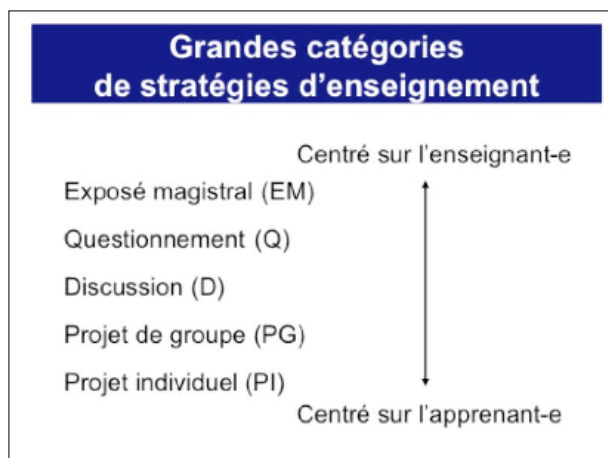 Grandes catégories
de stratégies d'enseignement
Centré sur l'enseignant-e
Exposé magistral (EM)
Questionnement (Q)
Discussion (D)
Projet de groupe (PG)
Projet individuel (PI)
Centré sur l'apprenant-e